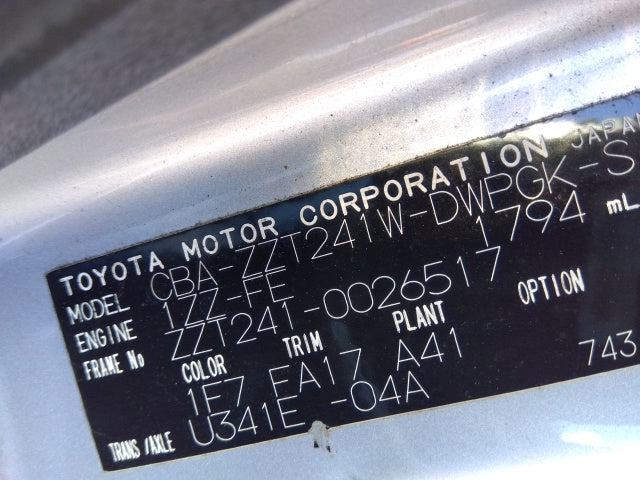 TOYOTA MOTOR CORPORATION JAPAN
MODEL CBA-ZZT241W-DWPGK-S
ENGINE 1ZZ-FE 1794 mL
FRAME No ZZT241-0026517
COLOR TRIM PLANT OPTION
1F7 FA17 A41 743
TRANS/AXLE U341E -04A